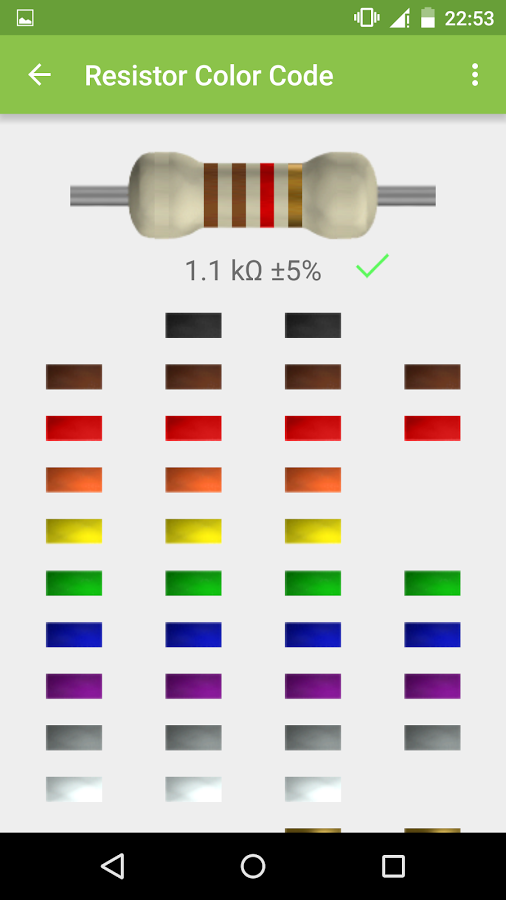 22:53
Resistor Color Code
1.1 kΩ ±5%